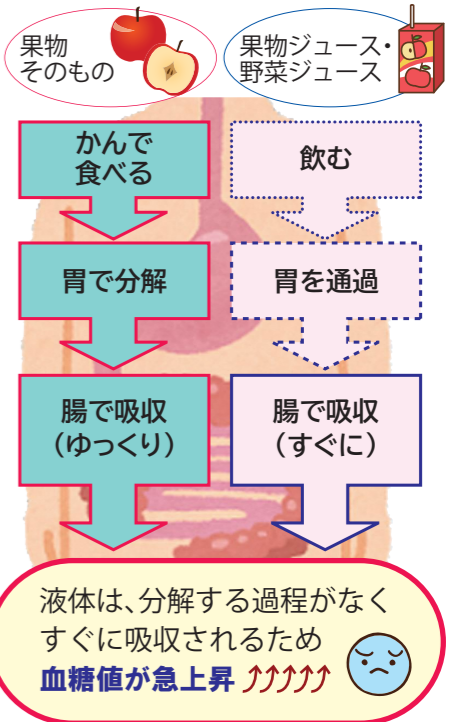 果物
そのもの
果物ジュース・
野菜ジュース
かんで
食べる
胃で分解
腸で吸収
（ゆっくり）
飲む
胃を通過
腸で吸収
（すぐに）
液体は、分解する過程がなく
すぐに吸収されるため
血糖値が急上昇